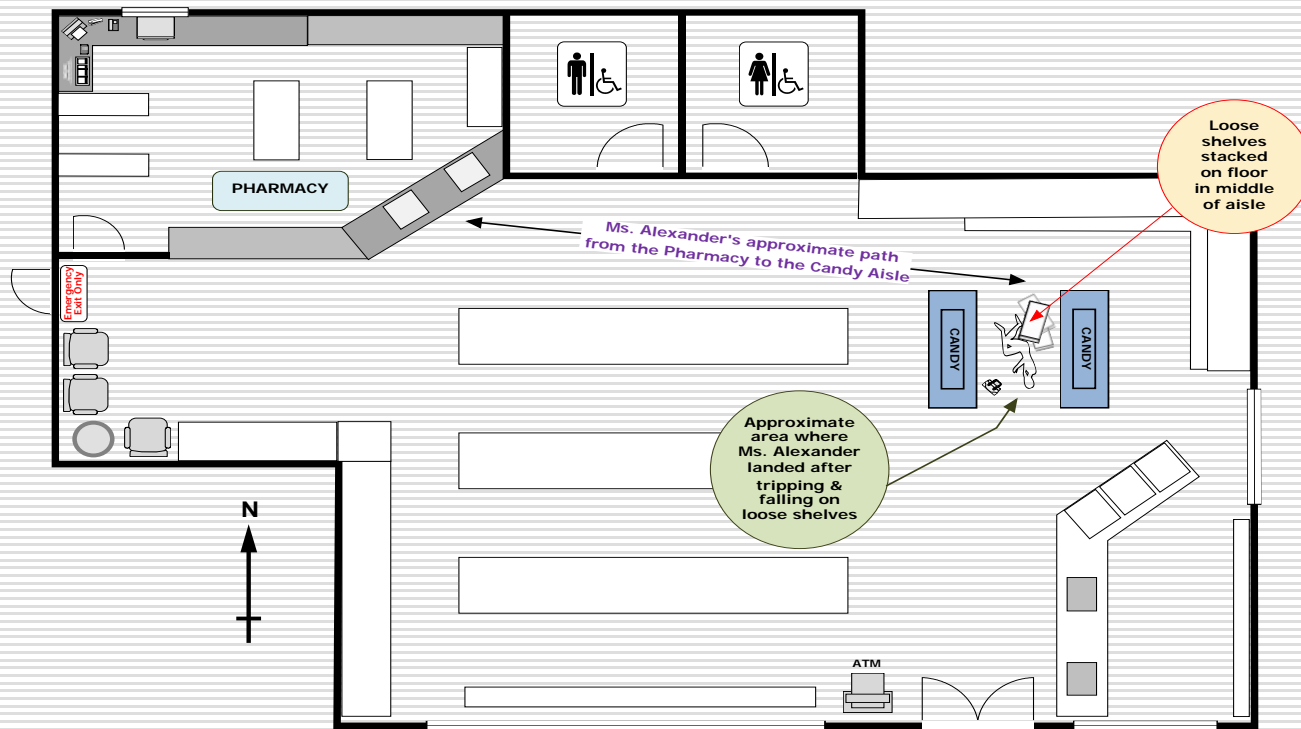 Loose
shelves
stacked
on floor
in middle
of aisle
PHARMACY
Ms. Alexander's approximate path
from the Pharmacy to the Candy Aisle
Emergency
Exit Only
CANDY
CANDY
Approximate
area where
Ms. Alexander
landed after
tripping &
falling on
loose shelves
N
ATM